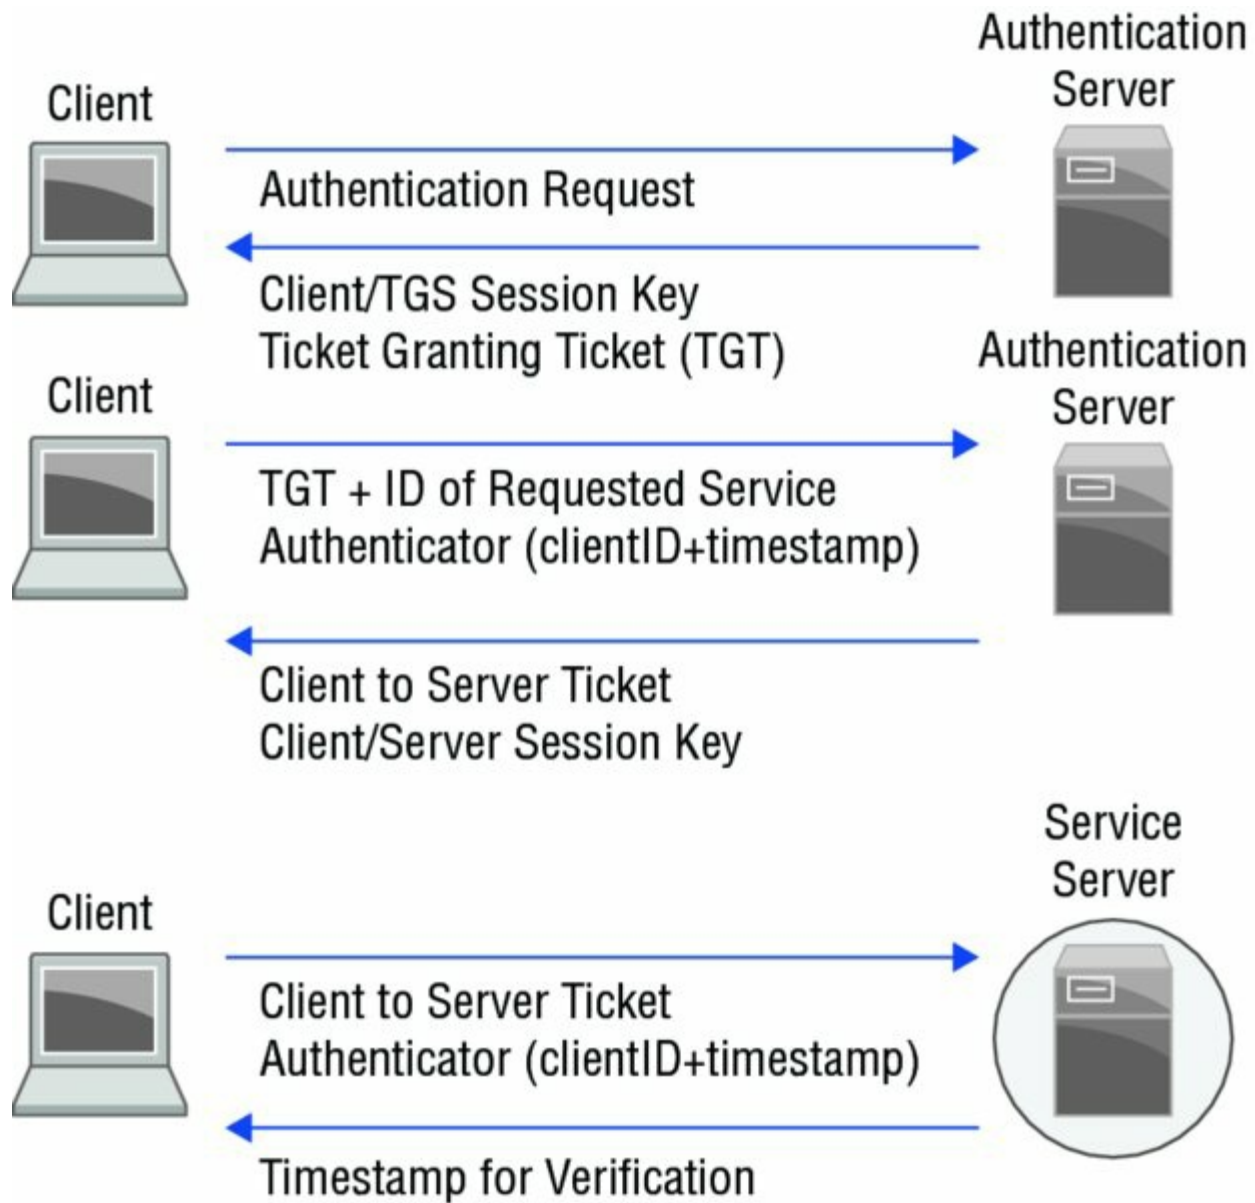 Authentication
Server
Client
Authentication Request
Client/TGS Session Key
Ticket Granting Ticket (TGT)
Authentication
Server
Client
TGT + ID of Requested Service
Authenticator (clientID+timestamp)
Client to Server Ticket
Client/Server Session Key
Service
Server
Client
Client to Server Ticket
Authenticator (clientID+timestamp)
Timestamp for Verification